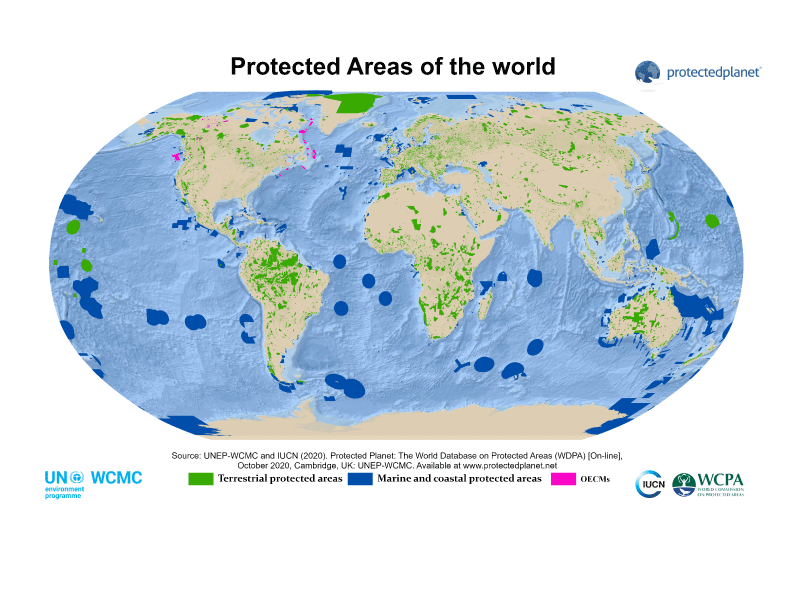 Protected Areas of the world
protectedplanet
Source: UNEP-WCMC and IUCN (2020). Protected Planet: The World Database on Protected Areas (WDPA) [On-line],
October 2020, Cambridge, UK: UNEP-WCMC. Available at www.protectedplanet.net
Terrestrial protected areas
Marine and coastal protected areas
OECMs
UN WCMC
environment
programme
IUCN
WCPA
WORLD COMMISSION
ON PROTECTED AREAS